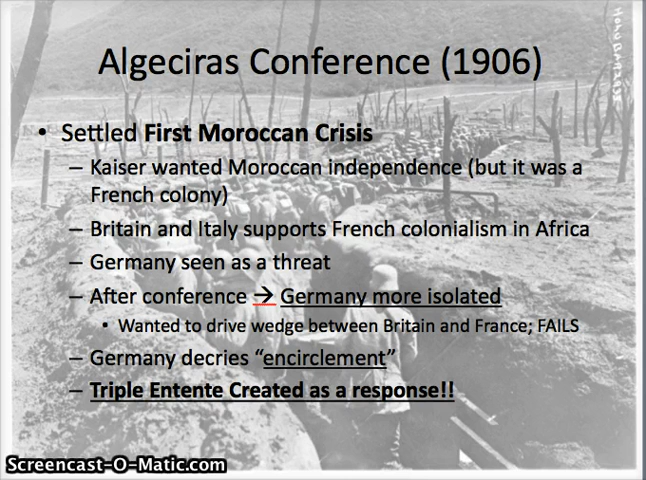 Algeciras Conference (1906)
• Settled First Moroccan Crisis
– Kaiser wanted Moroccan independence (but it was a
French colony)
– Britain and Italy supports French colonialism in Africa
– Germany seen as a threat
– After conference → Germany more isolated
• Wanted to drive wedge between Britain and France; FAILS
– Germany decries “encirclement”
– Triple Entente Created as a response!!
Screencast-O-Matic.com